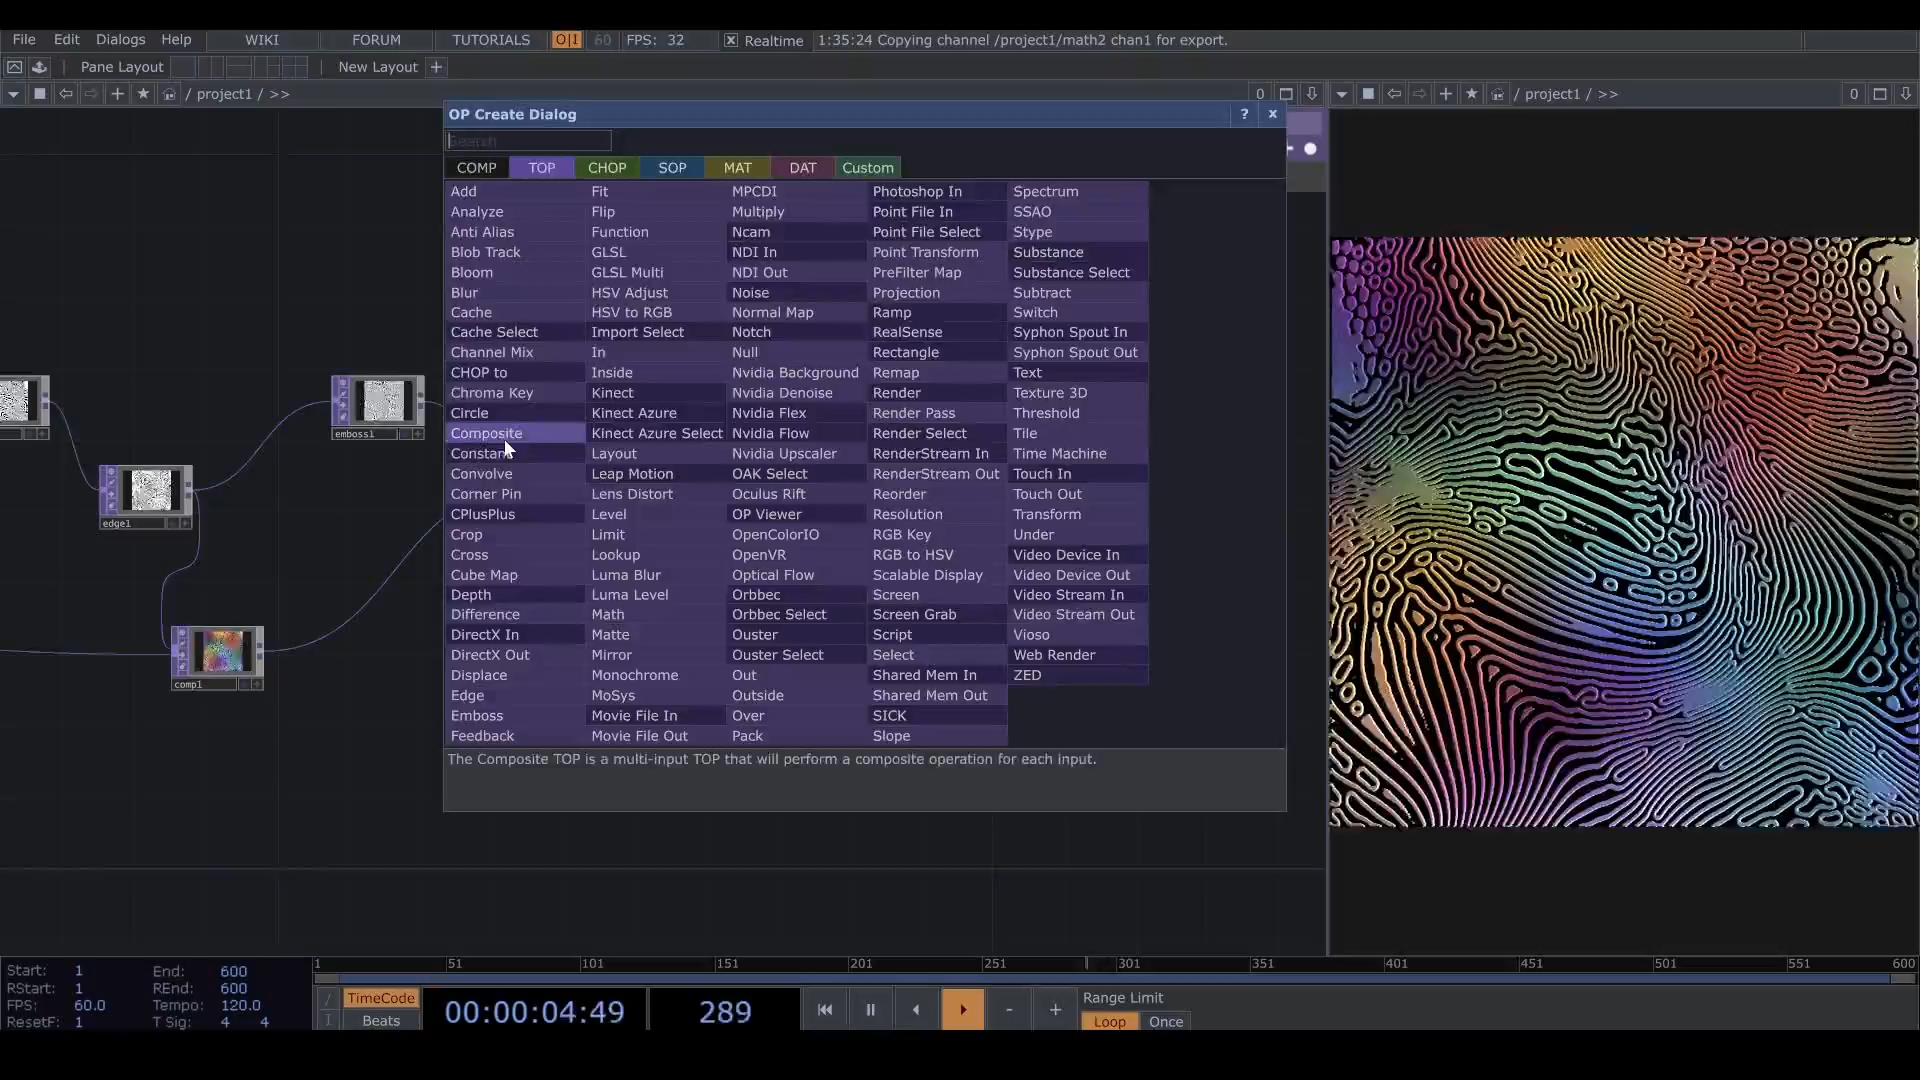 File Edit Dialogs Help WIKI FORUM TUTORIALS O|I 60 FPS: 32 Realtime 1:35:24 Copying channel /project1/math2 chan1 for export.
Pane Layout New Layout +
/ project1 / >> 0 / project1 / >> 0
OP Create Dialog ? x
Search
COMP TOP CHOP SOP MAT DAT Custom
Add Fit MPCDI Photoshop In Spectrum
Analyze Flip Multiply Point File In SSAO
Anti Alias Function Ncam Point File Select Stype
Blob Track GLSL NDI In Point Transform Substance
Bloom GLSL Multi NDI Out PreFilter Map Substance Select
Blur HSV Adjust Noise Projection Subtract
Cache HSV to RGB Normal Map Ramp Switch
Cache Select Import Select Notch RealSense Syphon Spout In
Channel Mix In Null Rectangle Syphon Spout Out
CHOP to Inside Nvidia Background Remap Text
Chroma Key Kinect Nvidia Denoise Render Texture 3D
Circle Kinect Azure Nvidia Flex Render Pass Threshold
Composite Kinect Azure Select Nvidia Flow Render Select Tile
Constant Layout Nvidia Upscaler RenderStream In Time Machine
Convolve Leap Motion OAK Select RenderStream Out Touch In
Corner Pin Lens Distort Oculus Rift Reorder Touch Out
CPlusPlus Level OP Viewer Resolution Transform
Crop Limit OpenColorIO RGB Key Under
Cross Lookup OpenVR RGB to HSV Video Device In
Cube Map Luma Blur Optical Flow Scalable Display Video Device Out
Depth Luma Level Orbbec Screen Video Stream In
Difference Math Orbbec Select Screen Grab Video Stream Out
DirectX In Matte Ouster Script Vioso
DirectX Out Mirror Ouster Select Select Web Render
Displace Monochrome Out Shared Mem In ZED
Edge MoSys Outside Shared Mem Out
Emboss Movie File In Over SICK
Feedback Movie File Out Pack Slope
The Composite TOP is a multi-input TOP that will perform a composite operation for each input.
emboss1
edge1
comp1
1 51 101 151 201 251 301 351 401 451 501 551 600
Start: 1 End: 600
RStart: 1 REnd: 600
FPS: 60.0 Tempo: 120.0
ResetF: 1 T Sig: 4 4
TimeCode
Beats
00:00:04:49 289
- +
Range Limit
Loop Once